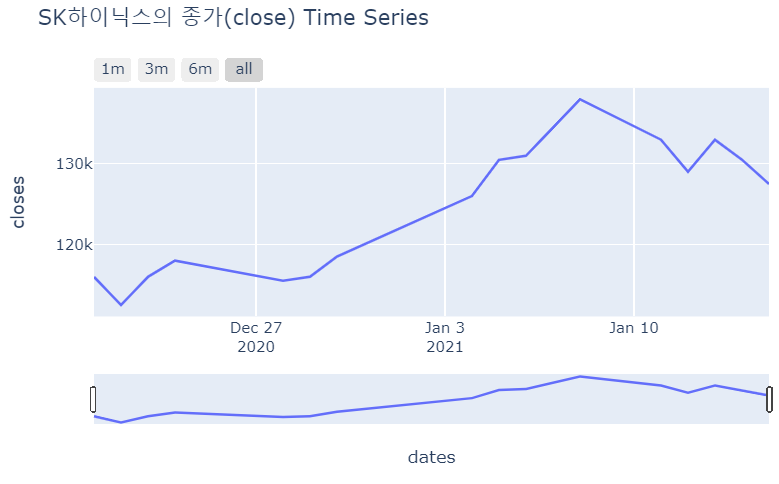 SK하이닉스의 종가(close) Time Series
1m 3m 6m all
closes
130k
120k
Dec 27 Jan 3 Jan 10
2020 2021
dates